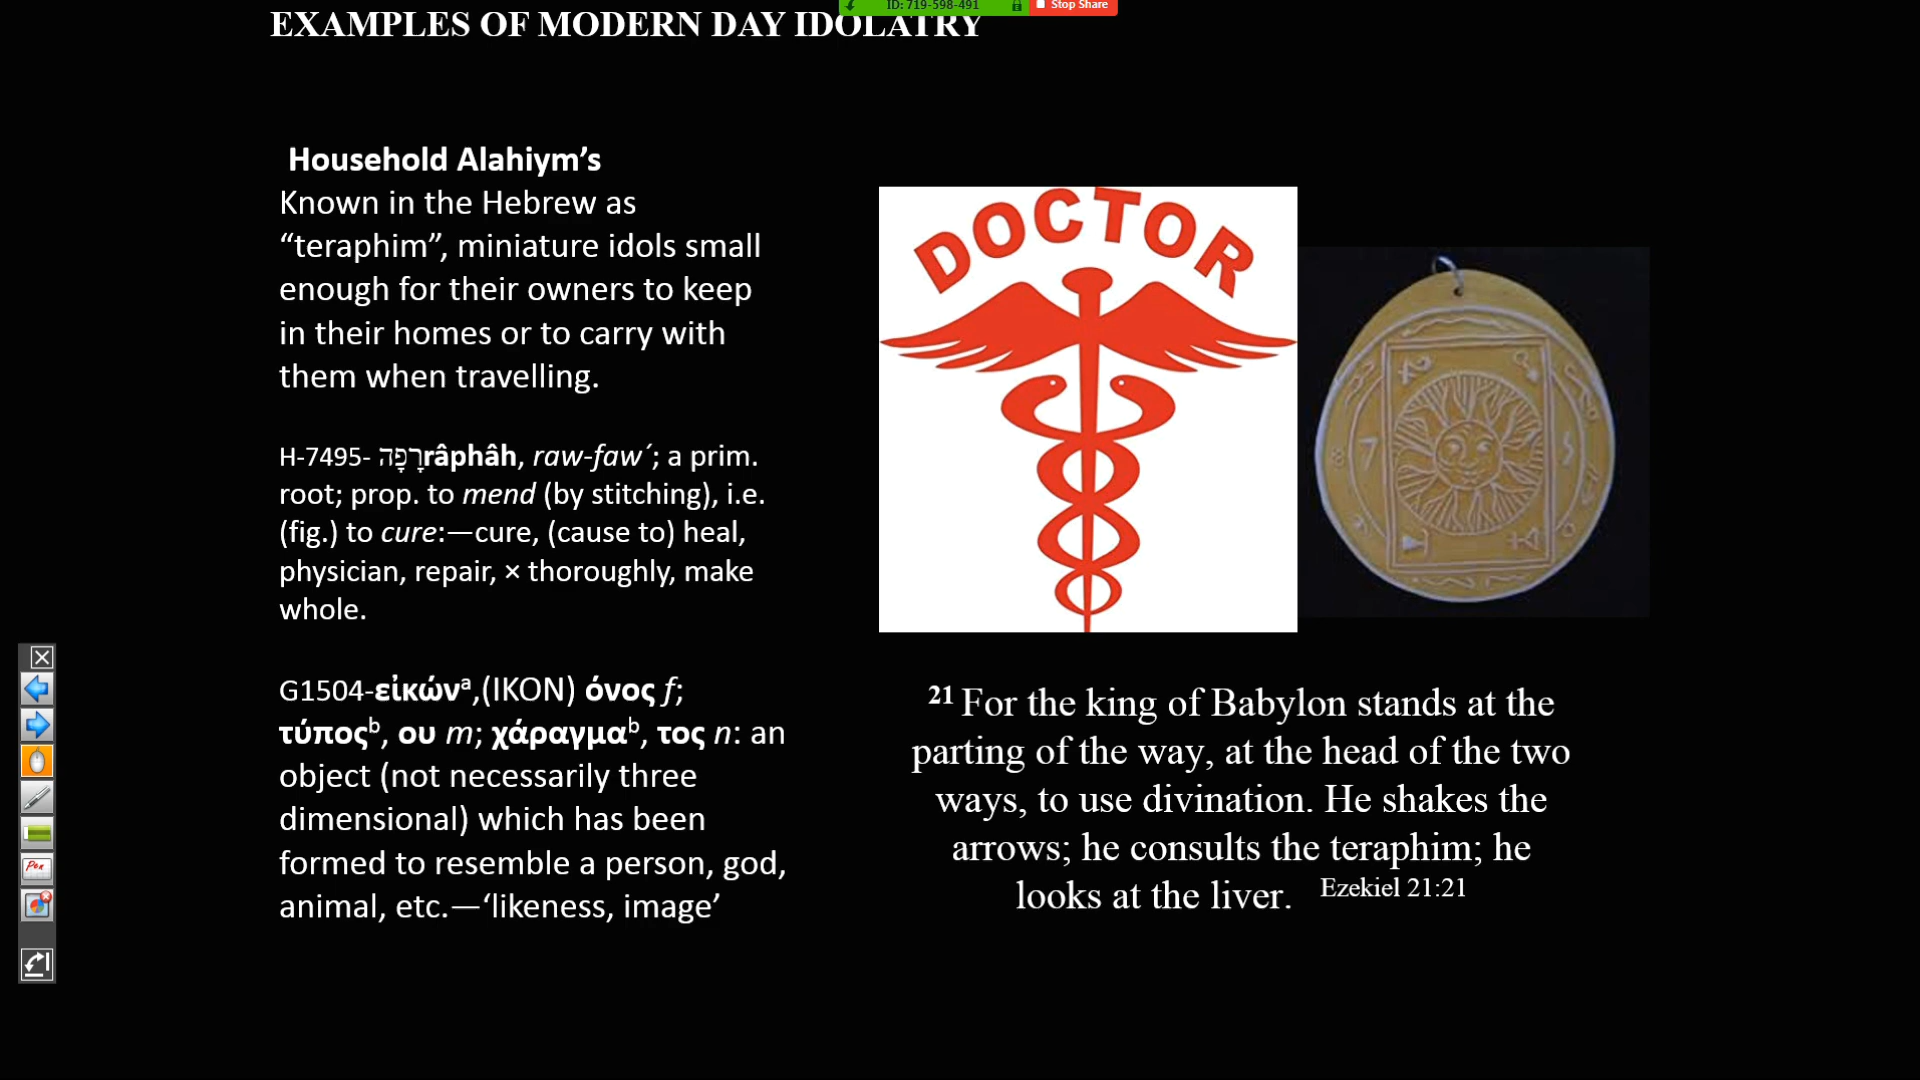 ID: 719-598-491
Stop Share
EXAMPLES OF MODERN DAY IDOLATRY
Household Alahiym’s
Known in the Hebrew as
“teraphim”, miniature idols small
enough for their owners to keep
in their homes or to carry with
them when travelling.
H-7495- רָפָּהrâphâh, raw-faw´; a prim.
root; prop. to mend (by stitching), i.e.
(fig.) to cure:—cure, (cause to) heal,
physician, repair, × thoroughly, make
whole.
G1504-εἰκώνᵃ,(IKON) όνος f;
τύποςᵇ, ου m; χάραγμαᵇ, τος n: an
object (not necessarily three
dimensional) which has been
formed to resemble a person, god,
animal, etc.—‘likeness, image’
DOCTOR
21 For the king of Babylon stands at the
parting of the way, at the head of the two
ways, to use divination. He shakes the
arrows; he consults the teraphim; he
looks at the liver. Ezekiel 21:21
Pen